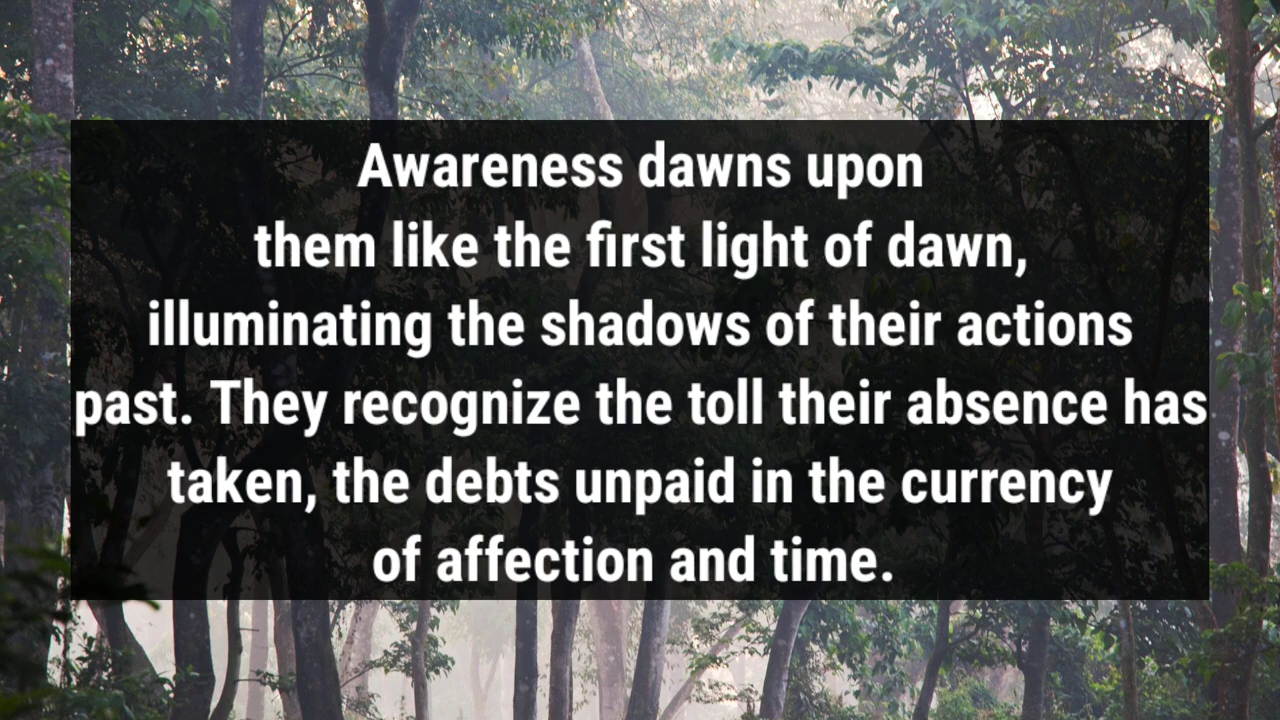 Awareness dawns upon
them like the first light of dawn,
illuminating the shadows of their actions
past. They recognize the toll their absence has
taken, the debts unpaid in the currency
of affection and time.